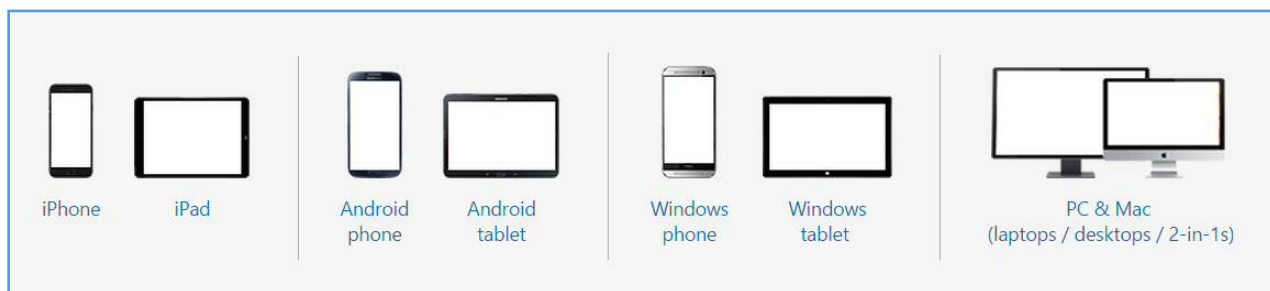 iPhone
iPad
Android
phone
Android
tablet
Windows
phone
Windows
tablet
PC & Mac
(laptops / desktops / 2-in-1s)